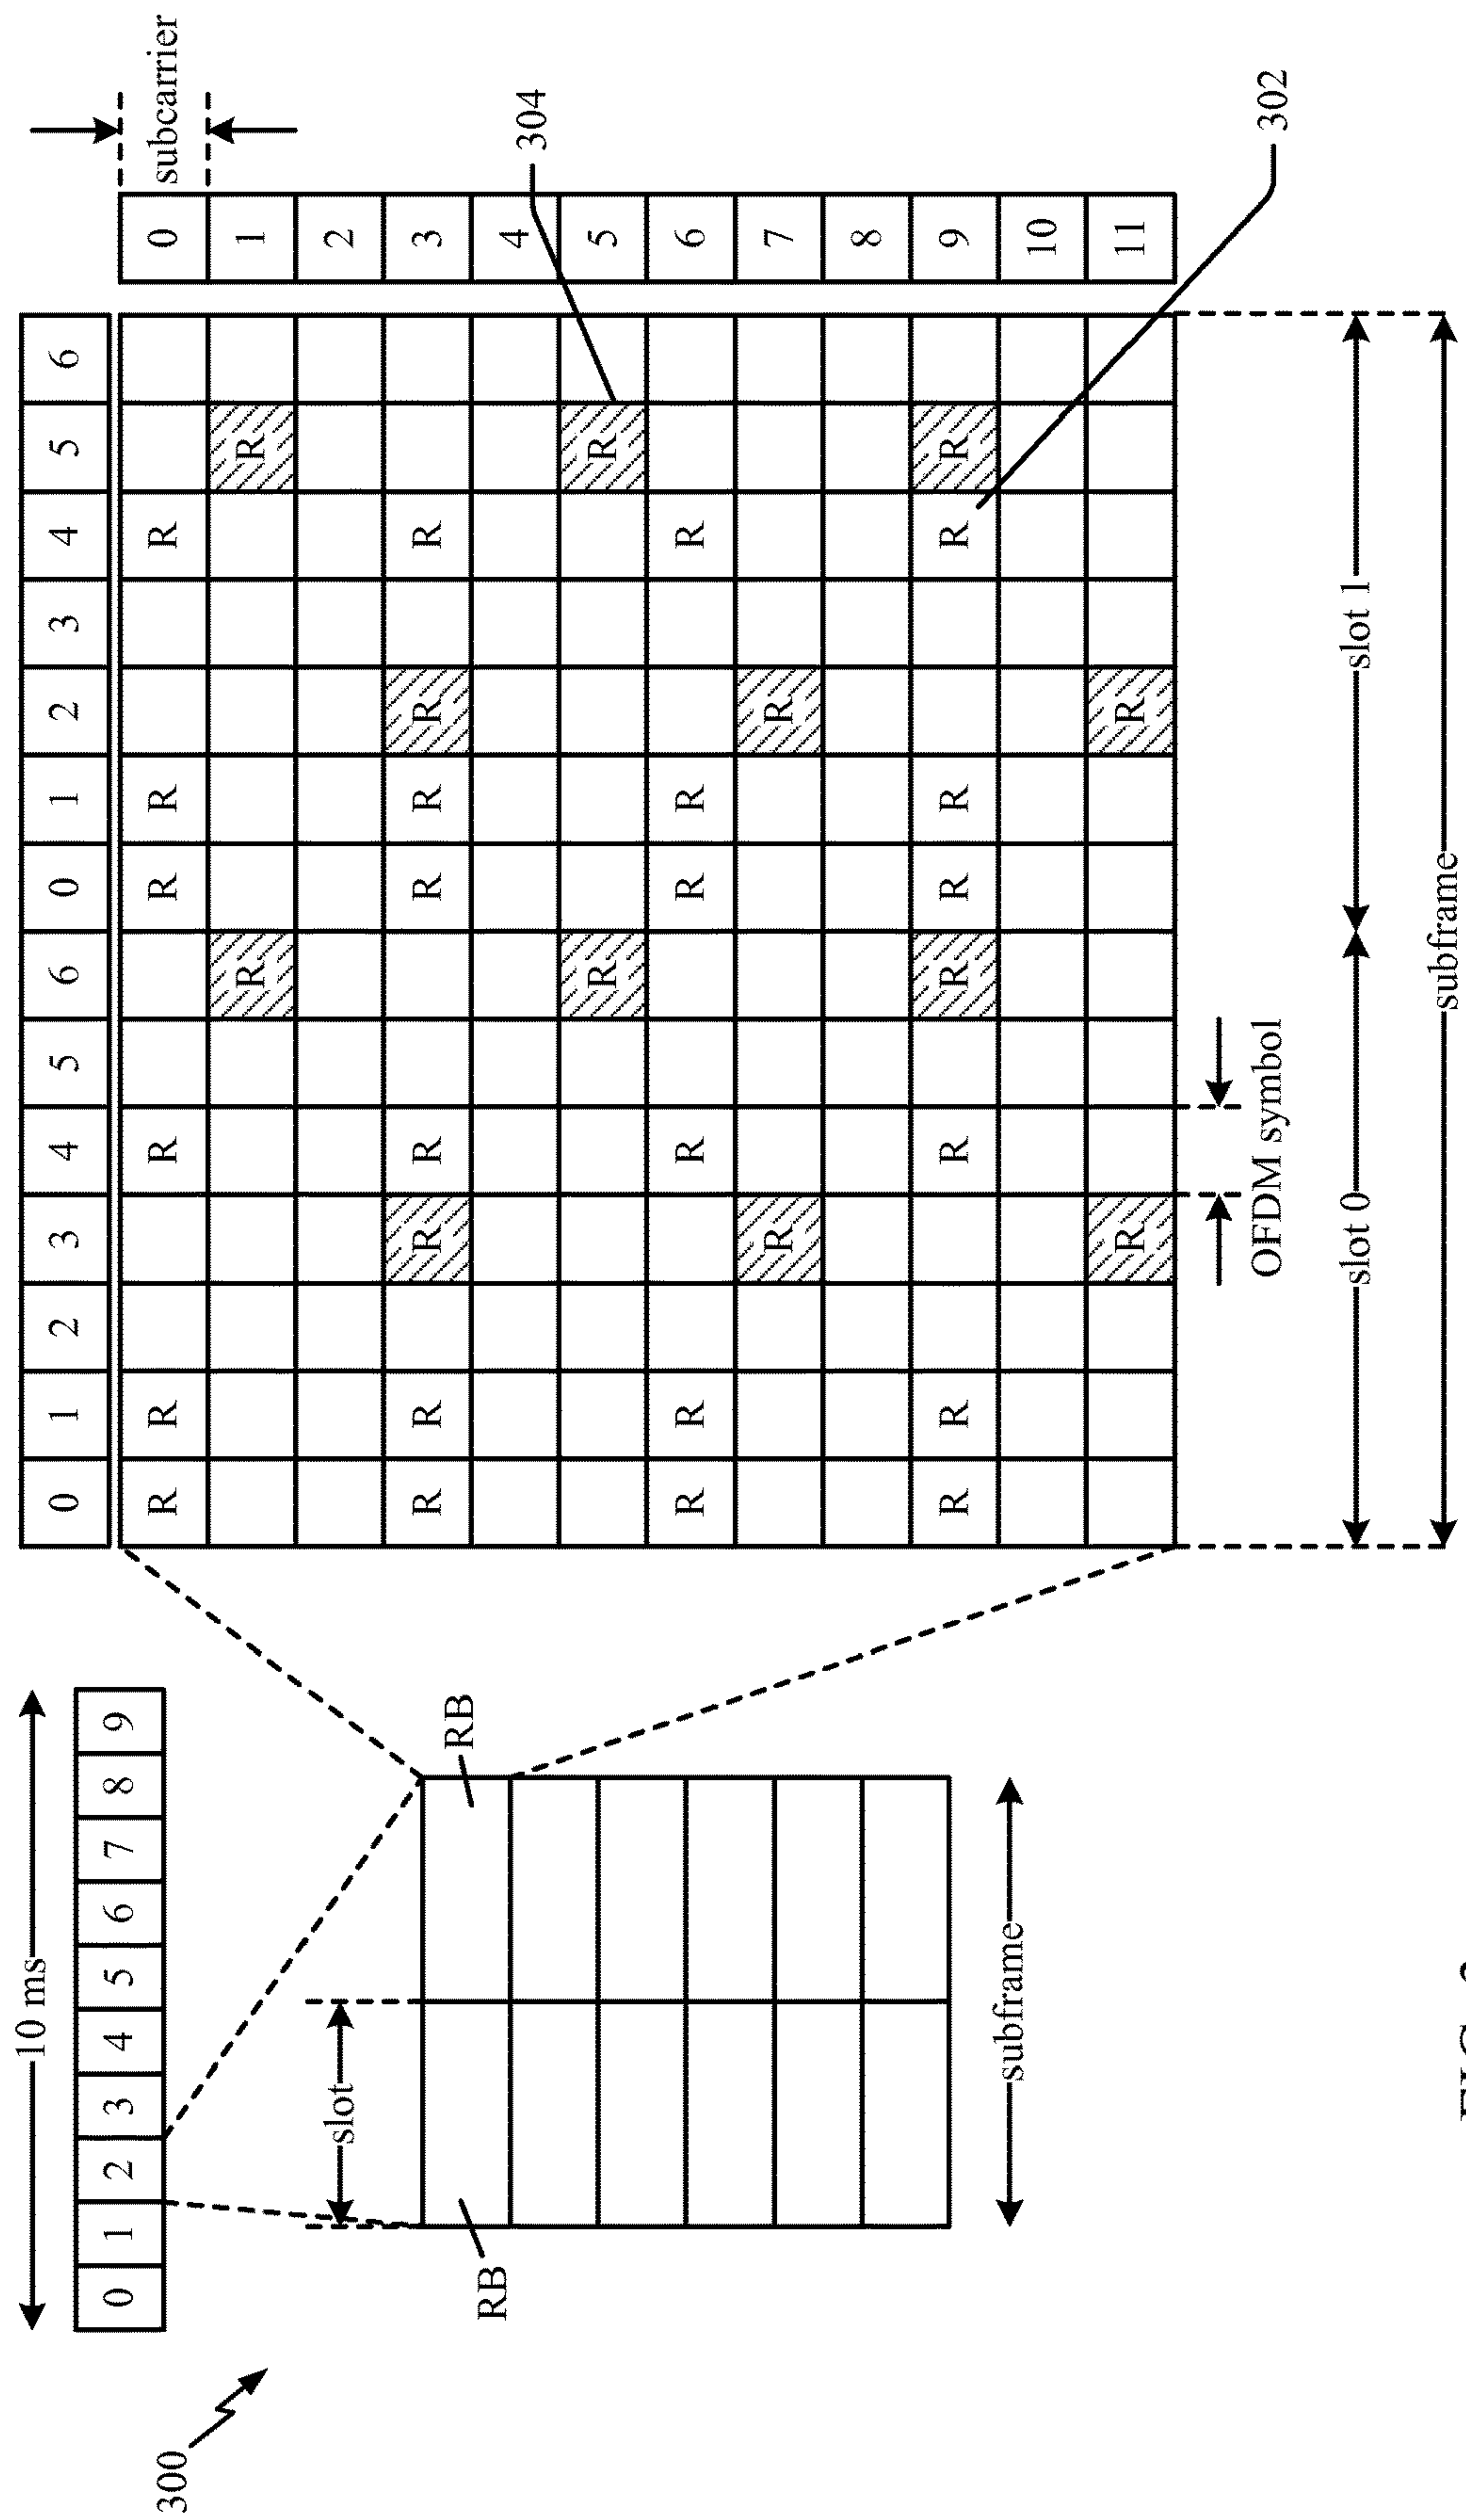 300
10 ms
0 1 2 3 4 5 6 7 8 9
slot
RB
RB
subframe
0 1 2 3 4 5 6 0 1 2 3 4 5 6
subcarrier
R R R R R R 0
R R 1
2
R R R R R R R R 3
304
4
R R 5
R R R R R R 6
R R 7
8
R R R R R R R R 9
10
R R 11
302
OFDM symbol
slot 0
slot 1
subframe